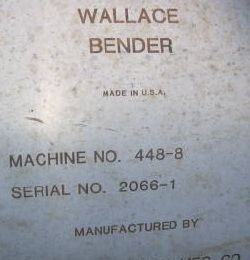 WALLACE
BENDER
MADE IN U.S.A.
MACHINE NO. 448-8
SERIAL NO. 2066-1
MANUFACTURED BY